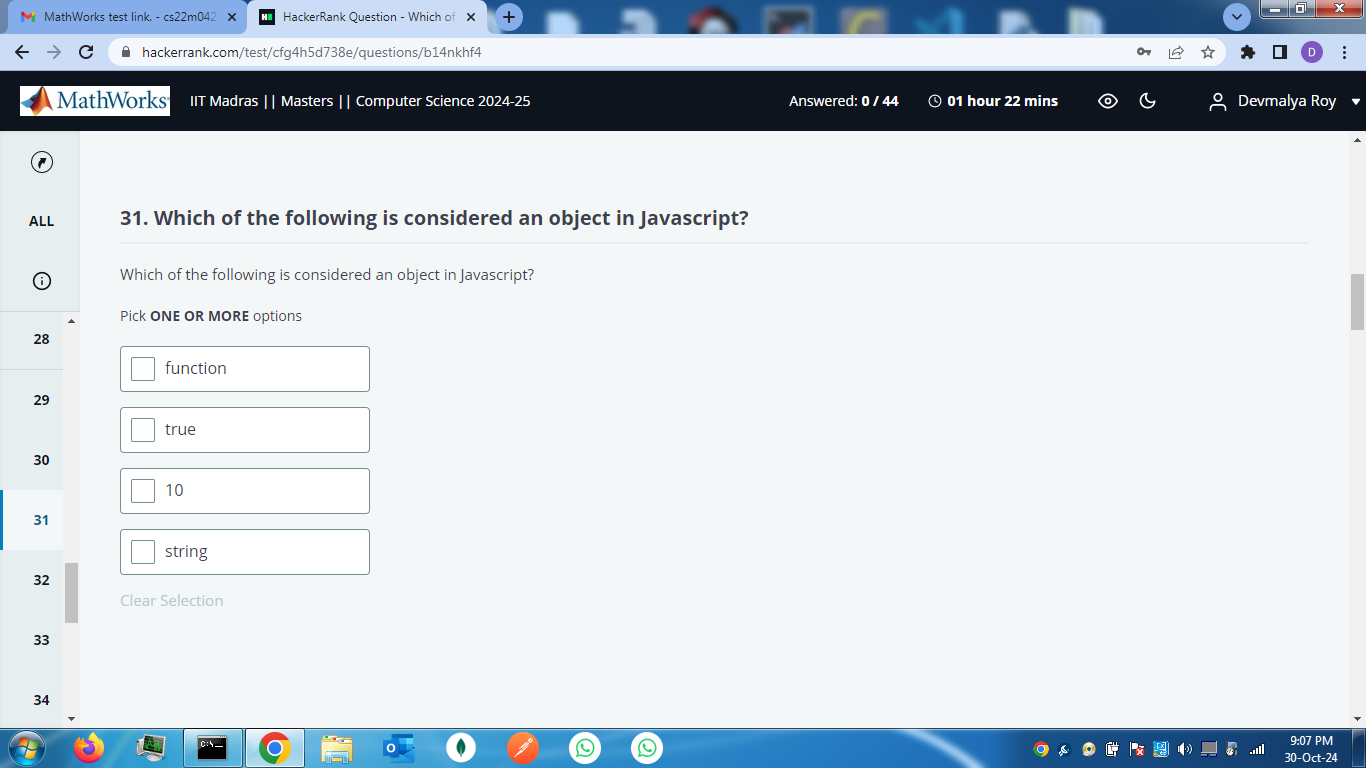 MathWorks test link. - cs22m042
HackerRank Question - Which of
hackerrank.com/test/cfg4h5d738e/questions/b14nkhf4
D
MathWorks
IIT Madras || Masters || Computer Science 2024-25
Answered: 0 / 44
01 hour 22 mins
Devmalya Roy
ALL
28
29
30
31
32
33
34
31. Which of the following is considered an object in Javascript?
Which of the following is considered an object in Javascript?
Pick ONE OR MORE options
function
true
10
string
Clear Selection
9:07 PM
30-Oct-24